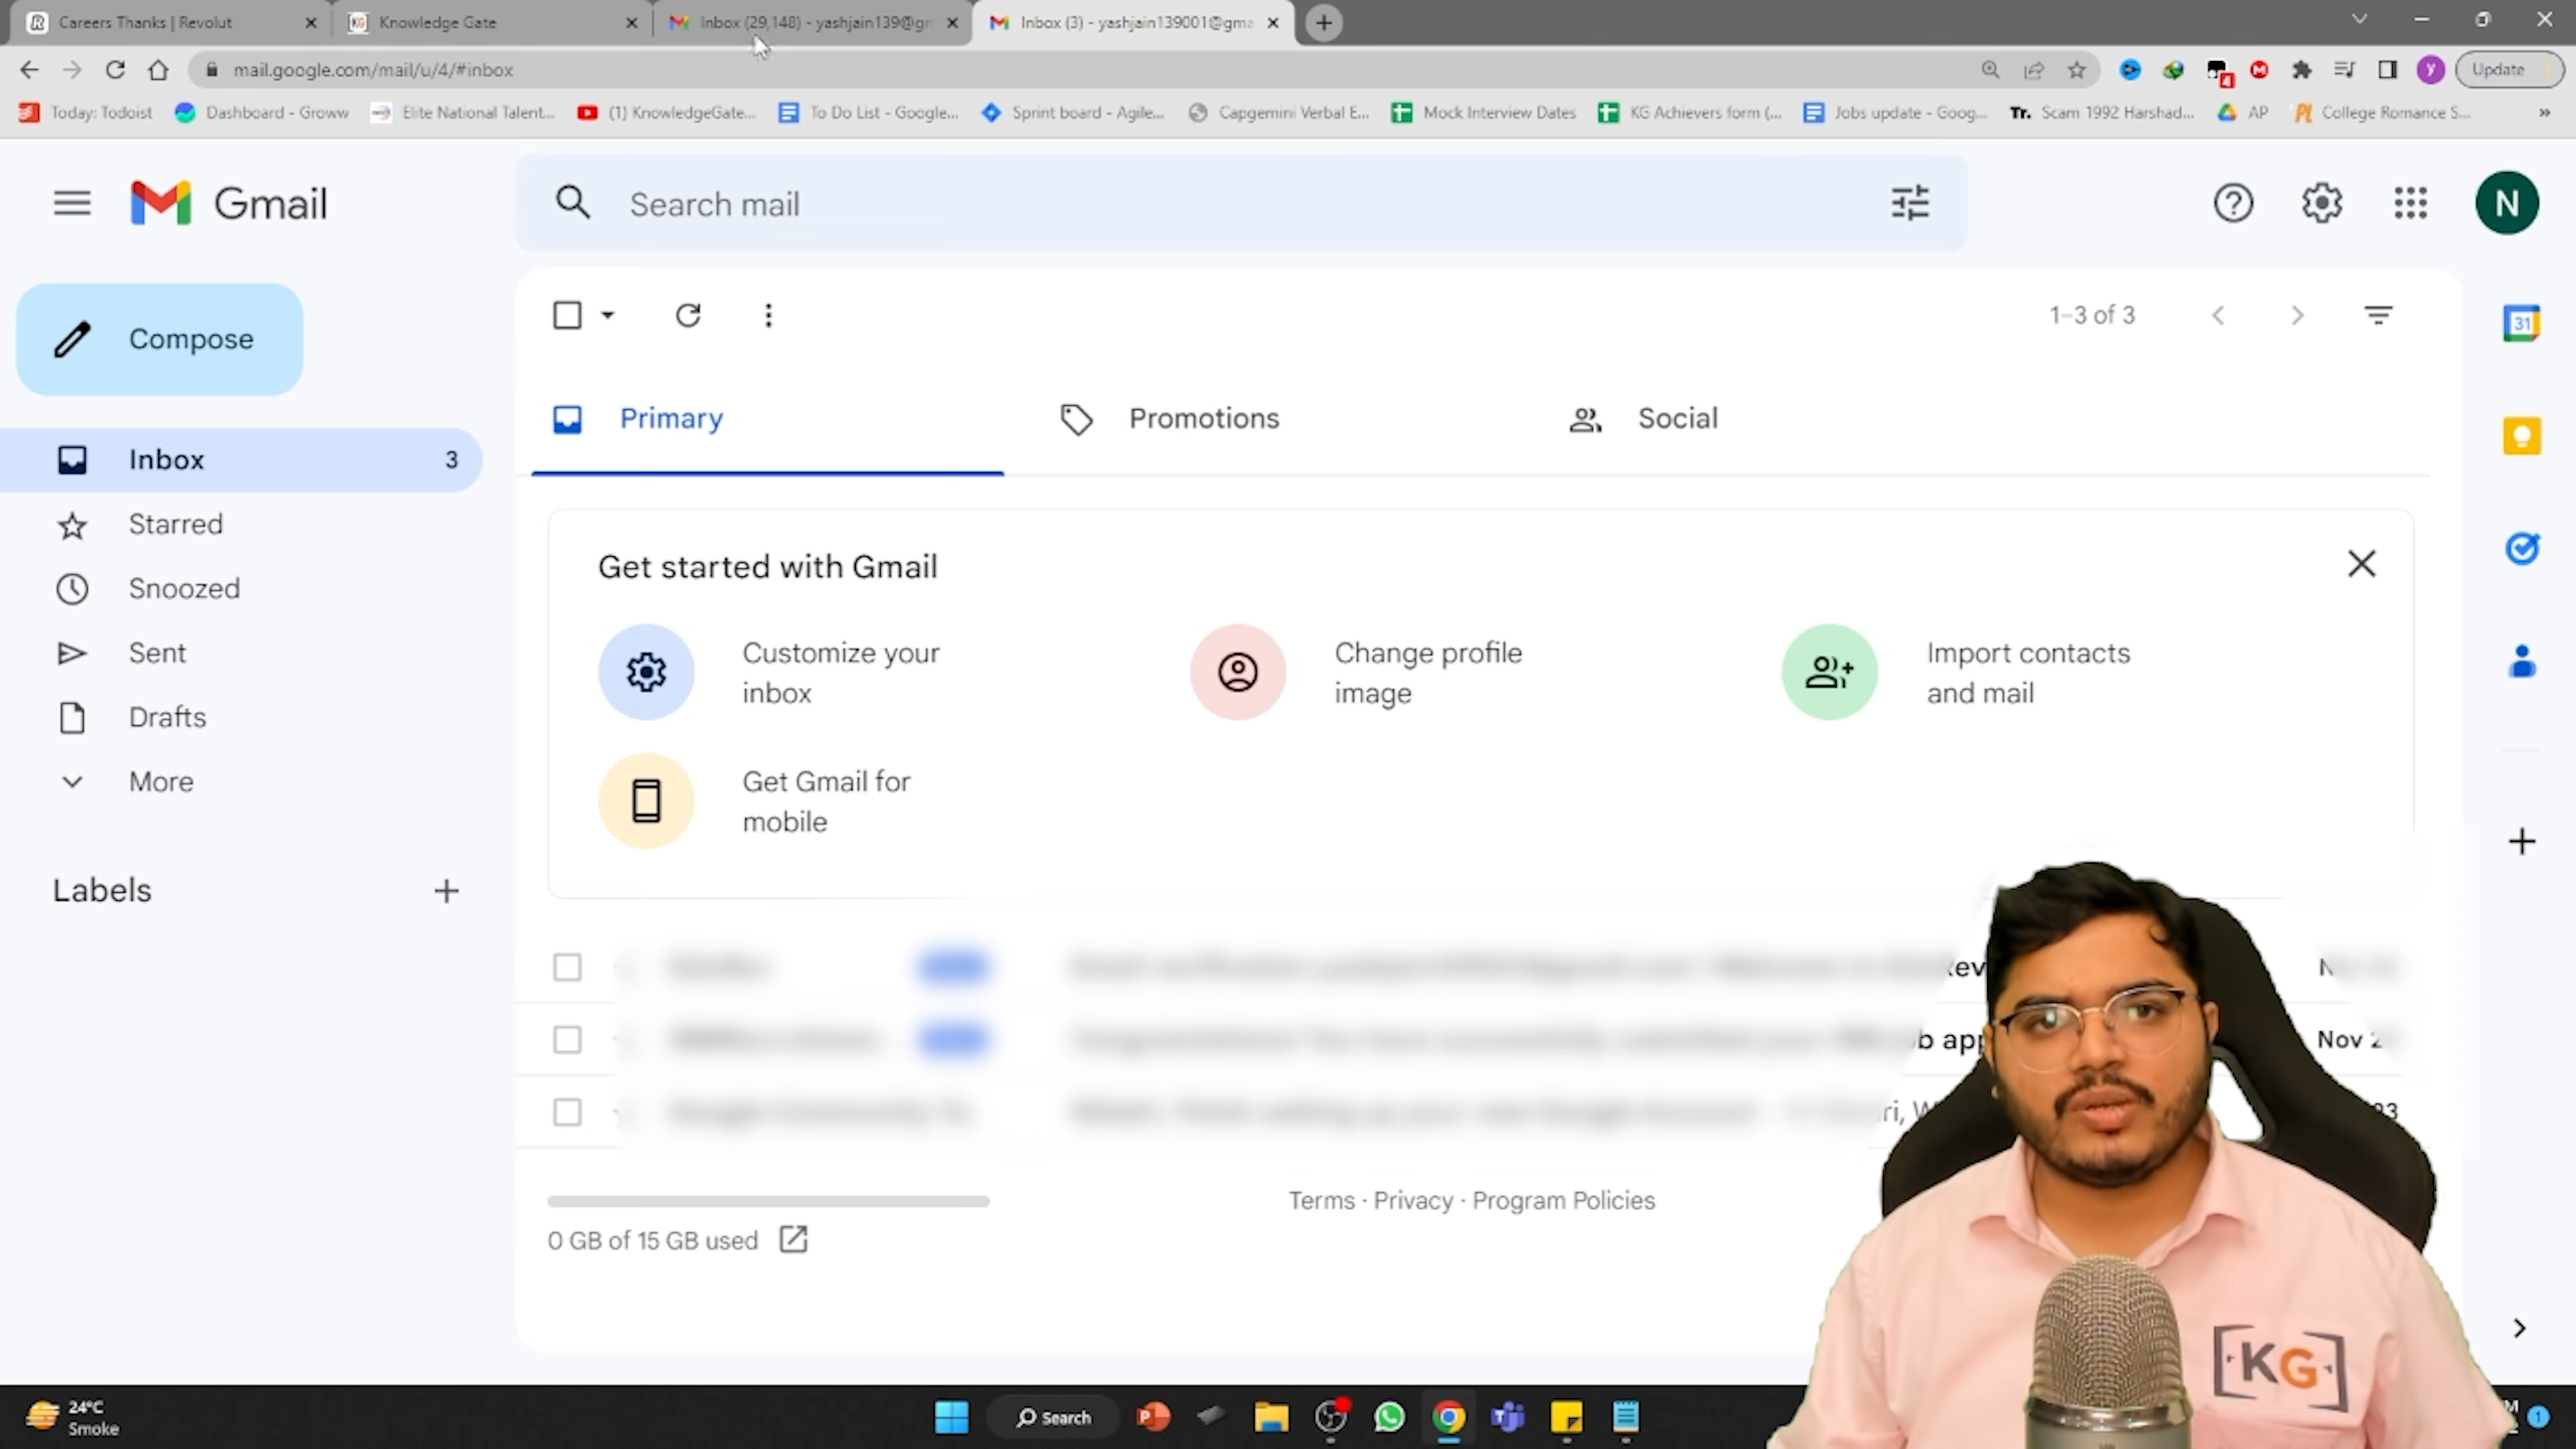 Careers Thanks | Revolut
Knowledge Gate
Inbox (29,148) - yashjain139@gm
Inbox (3) - yashjain139001@gma
mail.google.com/mail/u/4/#inbox
4
y
Update
Today: Todoist
Dashboard - Groww
Elite National Talent...
(1) KnowledgeGate...
To Do List - Google...
Sprint board - Agile...
Capgemini Verbal E...
Mock Interview Dates
KG Achievers form (...
Jobs update - Goog...
Tr. Scam 1992 Harshad...
AP
College Romance S...
»
Gmail
Search mail
N
Compose
1–3 of 3
31
Primary
Promotions
Social
Inbox 3
Starred
Snoozed
Sent
Drafts
More
Labels
Get started with Gmail
Customize your
inbox
Change profile
image
Import contacts
and mail
Get Gmail for
mobile
Nov 2
Terms · Privacy · Program Policies
0 GB of 15 GB used
KG
24°C
Smoke
Search
1